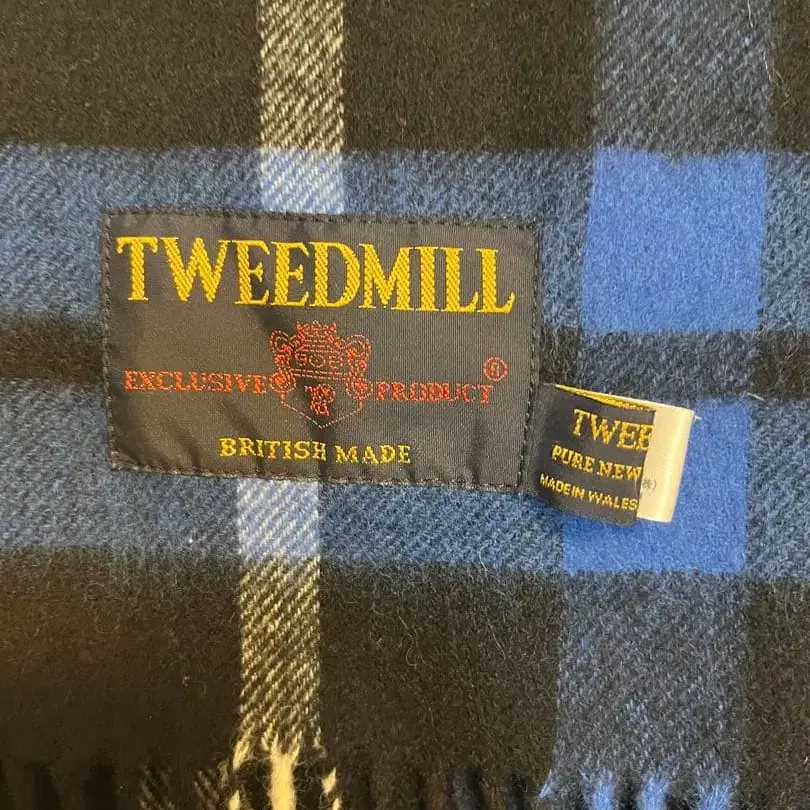 TWEEDMILL
EXCLUSIVE PRODUCT ®
BRITISH MADE
TWEE
PURE NEW
MADE IN WALES